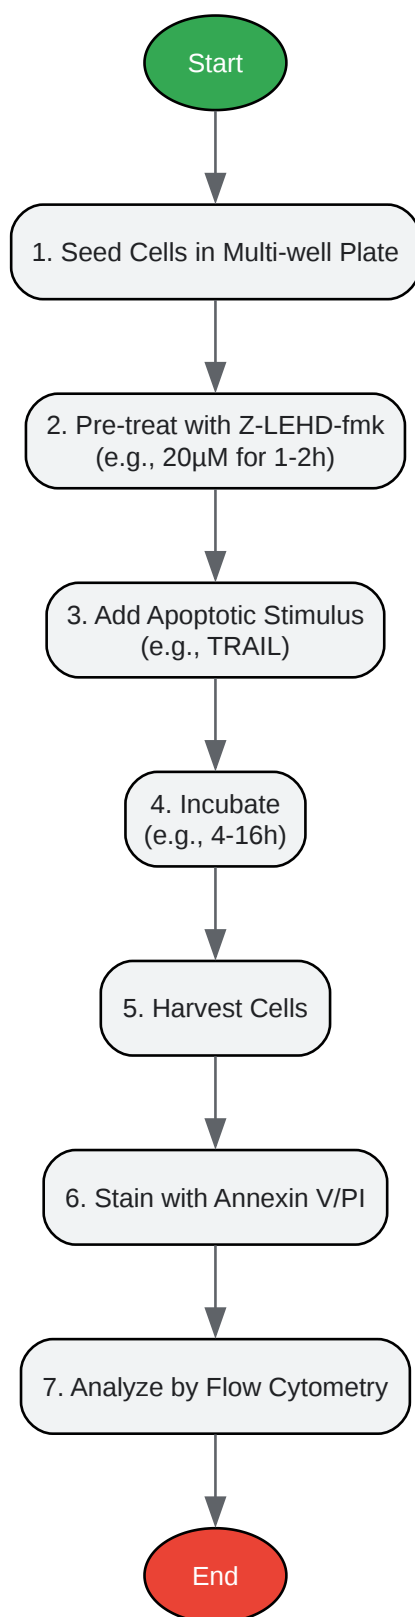 Start
1. Seed Cells in Multi-well Plate
2. Pre-treat with Z-LEHD-fmk
(e.g., 20µM for 1-2h)
3. Add Apoptotic Stimulus
(e.g., TRAIL)
4. Incubate
(e.g., 4-16h)
5. Harvest Cells
6. Stain with Annexin V/PI
7. Analyze by Flow Cytometry
End